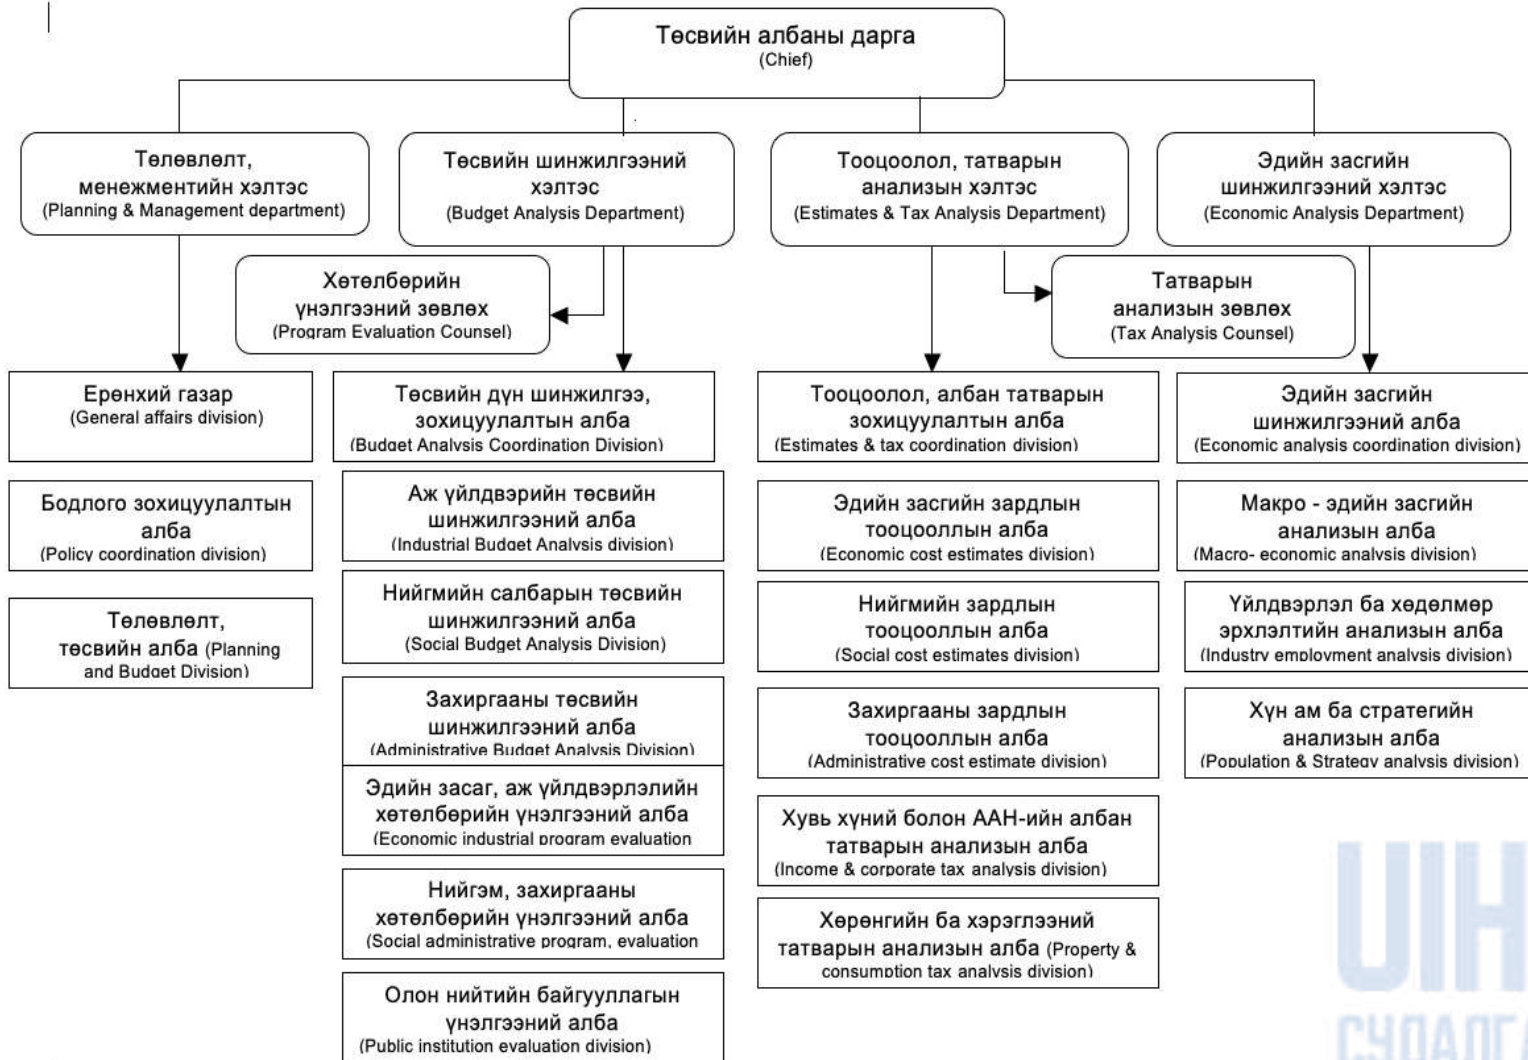 Төсвийн албаны дарга
(Chief)
Төлөвлөлт,
менежментийн хэлтэс
(Planning & Management department)
Төсвийн шинжилгээний
хэлтэс
(Budget Analysis Department)
Тооцоолол, татварын
анализын хэлтэс
(Estimates & Tax Analysis Department)
Эдийн засгийн
шинжилгээний хэлтэс
(Economic Analysis Department)
Хөтөлбөрийн
үнэлгээний зөвлөх
(Program Evaluation Counsel)
Татварын
анализын зөвлөх
(Tax Analysis Counsel)
Ерөнхий газар
(General affairs division)
Бодлого зохицуулалтын
алба
(Policy coordination division)
Төлөвлөлт,
төсвийн алба (Planning
and Budget Division)
Төсвийн дүн шинжилгээ,
зохицуулалтын алба
(Budget Analysis Coordination Division)
Аж үйлдвэрийн төсвийн
шинжилгээний алба
(Industrial Budget Analysis division)
Нийгмийн салбарын төсвийн
шинжилгээний алба
(Social Budget Analysis Division)
Захиргааны төсвийн
шинжилгээний алба
(Administrative Budget Analysis Division)
Эдийн засаг, аж үйлдвэрлэлийн
хөтөлбөрийн үнэлгээний алба
(Economic industrial program evaluation
Нийгэм, захиргааны
хөтөлбөрийн үнэлгээний алба
(Social administrative program, evaluation
Олон нийтийн байгууллагын
үнэлгээний алба
(Public institution evaluation division)
Тооцоолол, албан татварын
зохицуулалтын алба
(Estimates & tax coordination division)
Эдийн засгийн зардлын
тооцооллын алба
(Economic cost estimates division)
Нийгмийн зардлын
тооцооллын алба
(Social cost estimates division)
Захиргааны зардлын
тооцооллын алба
(Administrative cost estimate division)
Хувь хүний болон ААН-ийн албан
татварын анализын алба
(Income & corporate tax analysis division)
Хөрөнгийн ба хэрэглээний
татварын анализын алба (Property &
consumption tax analysis division)
Эдийн засгийн
шинжилгээний алба
(Economic analysis coordination division)
Макро - эдийн засгийн
анализын алба
(Macro- economic analysis division)
Үйлдвэрлэл ба хөдөлмөр
эрхлэлтийн анализын алба
(Industry employment analysis division)
Хүн ам ба стратегийн
анализын алба
(Population & Strategy analysis division)